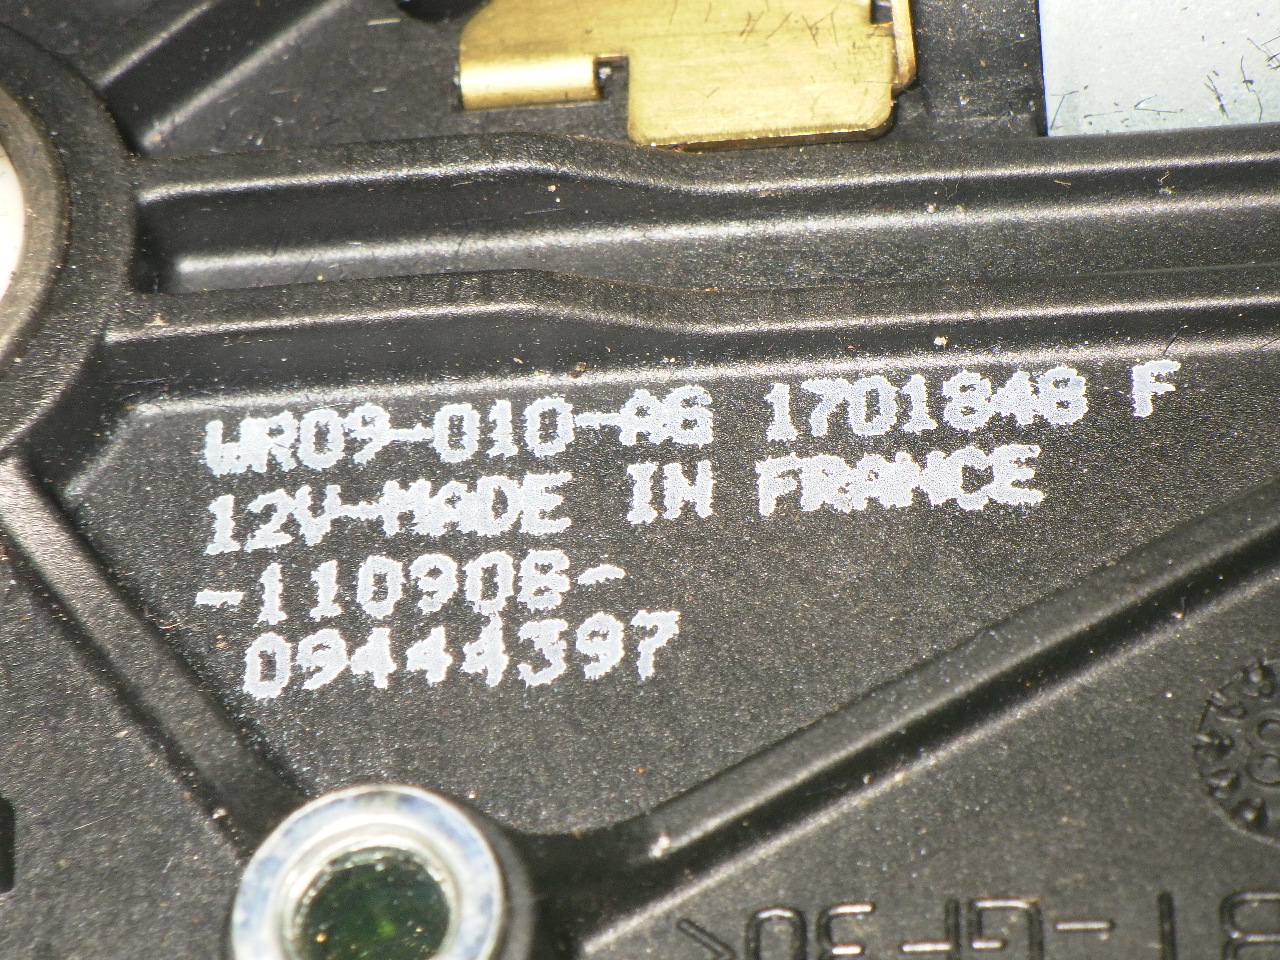 WR09-010-AG 1701848 F
12V-MADE IN FRANCE
-110908-
09444397